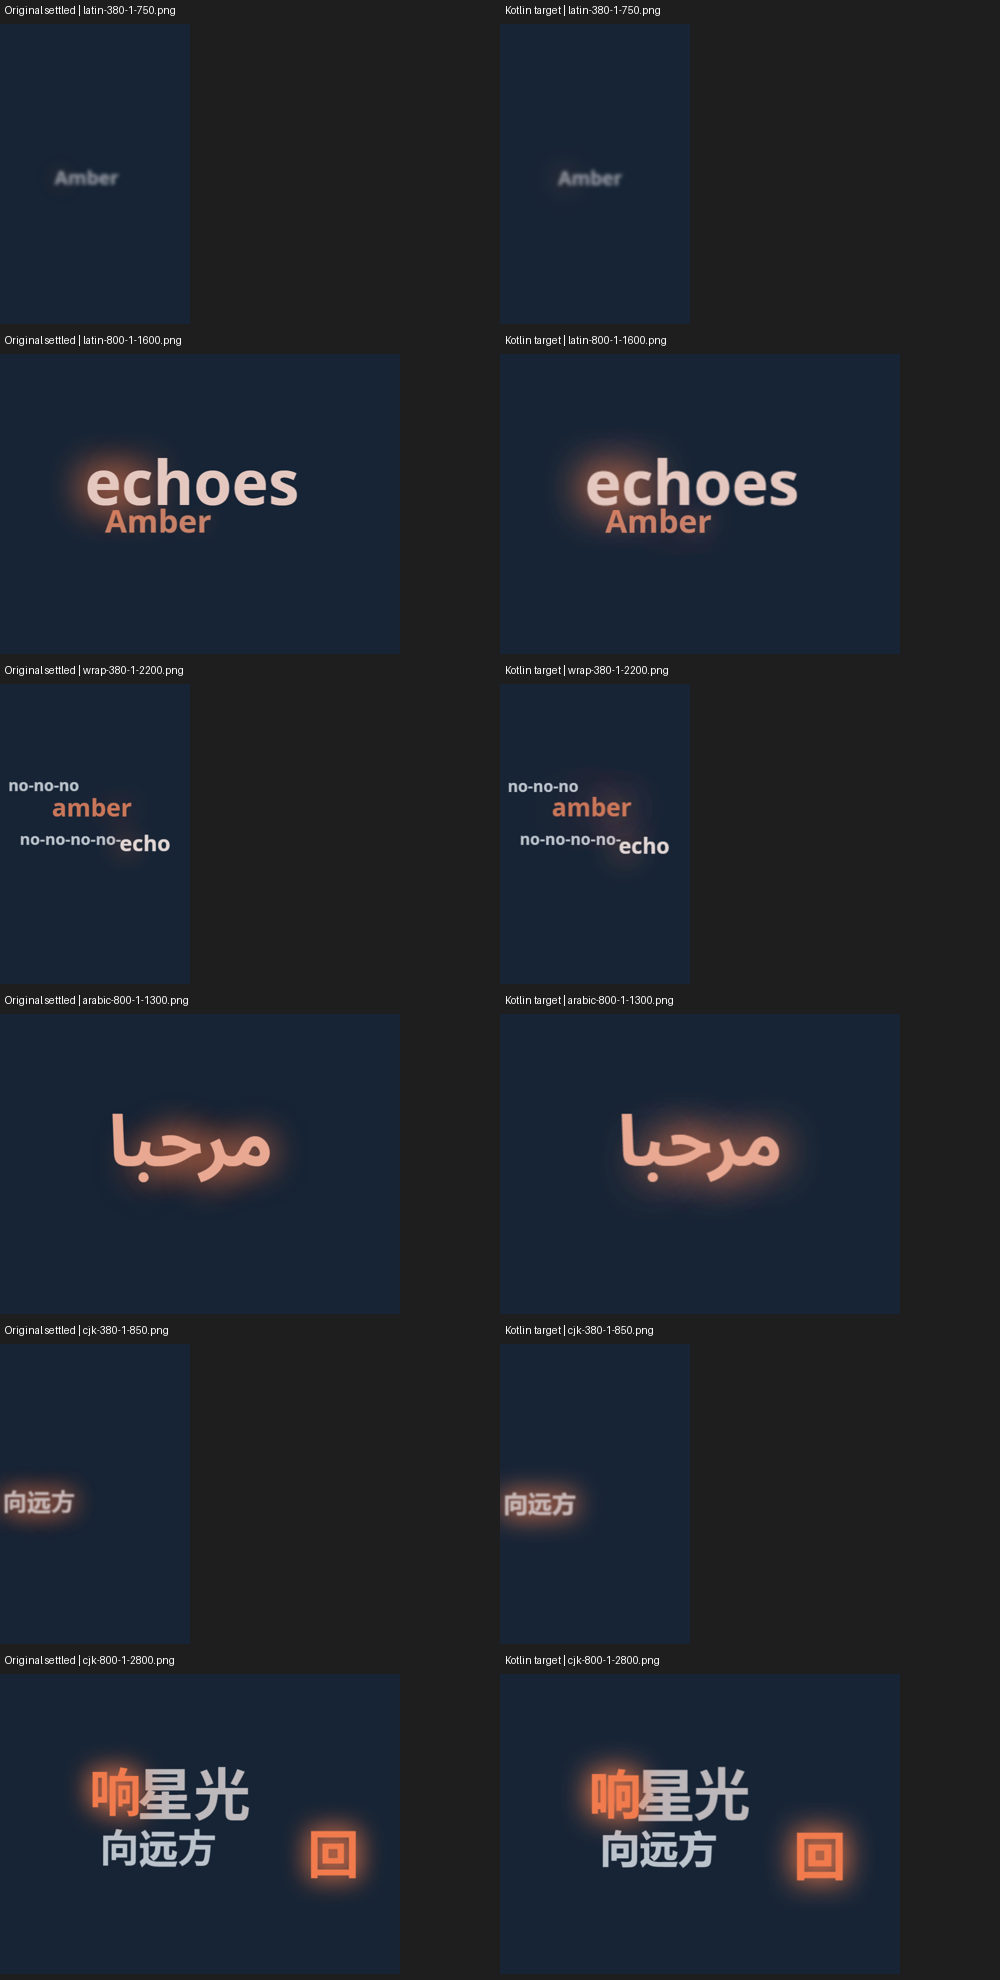 Original settled | latin-380-1-750.png
Kotlin target | latin-380-1-750.png
Amber
Amber
Original settled | latin-800-1-1600.png
Kotlin target | latin-800-1-1600.png
echoes
Amber
echoes
Amber
Original settled | wrap-380-1-2200.png
Kotlin target | wrap-380-1-2200.png
no-no-no
amber
no-no-no-no-echo
no-no-no
amber
no-no-no-no-echo
Original settled | arabic-800-1-1300.png
Kotlin target | arabic-800-1-1300.png
مرحبا
مرحبا
Original settled | cjk-380-1-850.png
Kotlin target | cjk-380-1-850.png
向远方
向远方
Original settled | cjk-800-1-2800.png
Kotlin target | cjk-800-1-2800.png
响星光
向远方
回
响星光
向远方
回